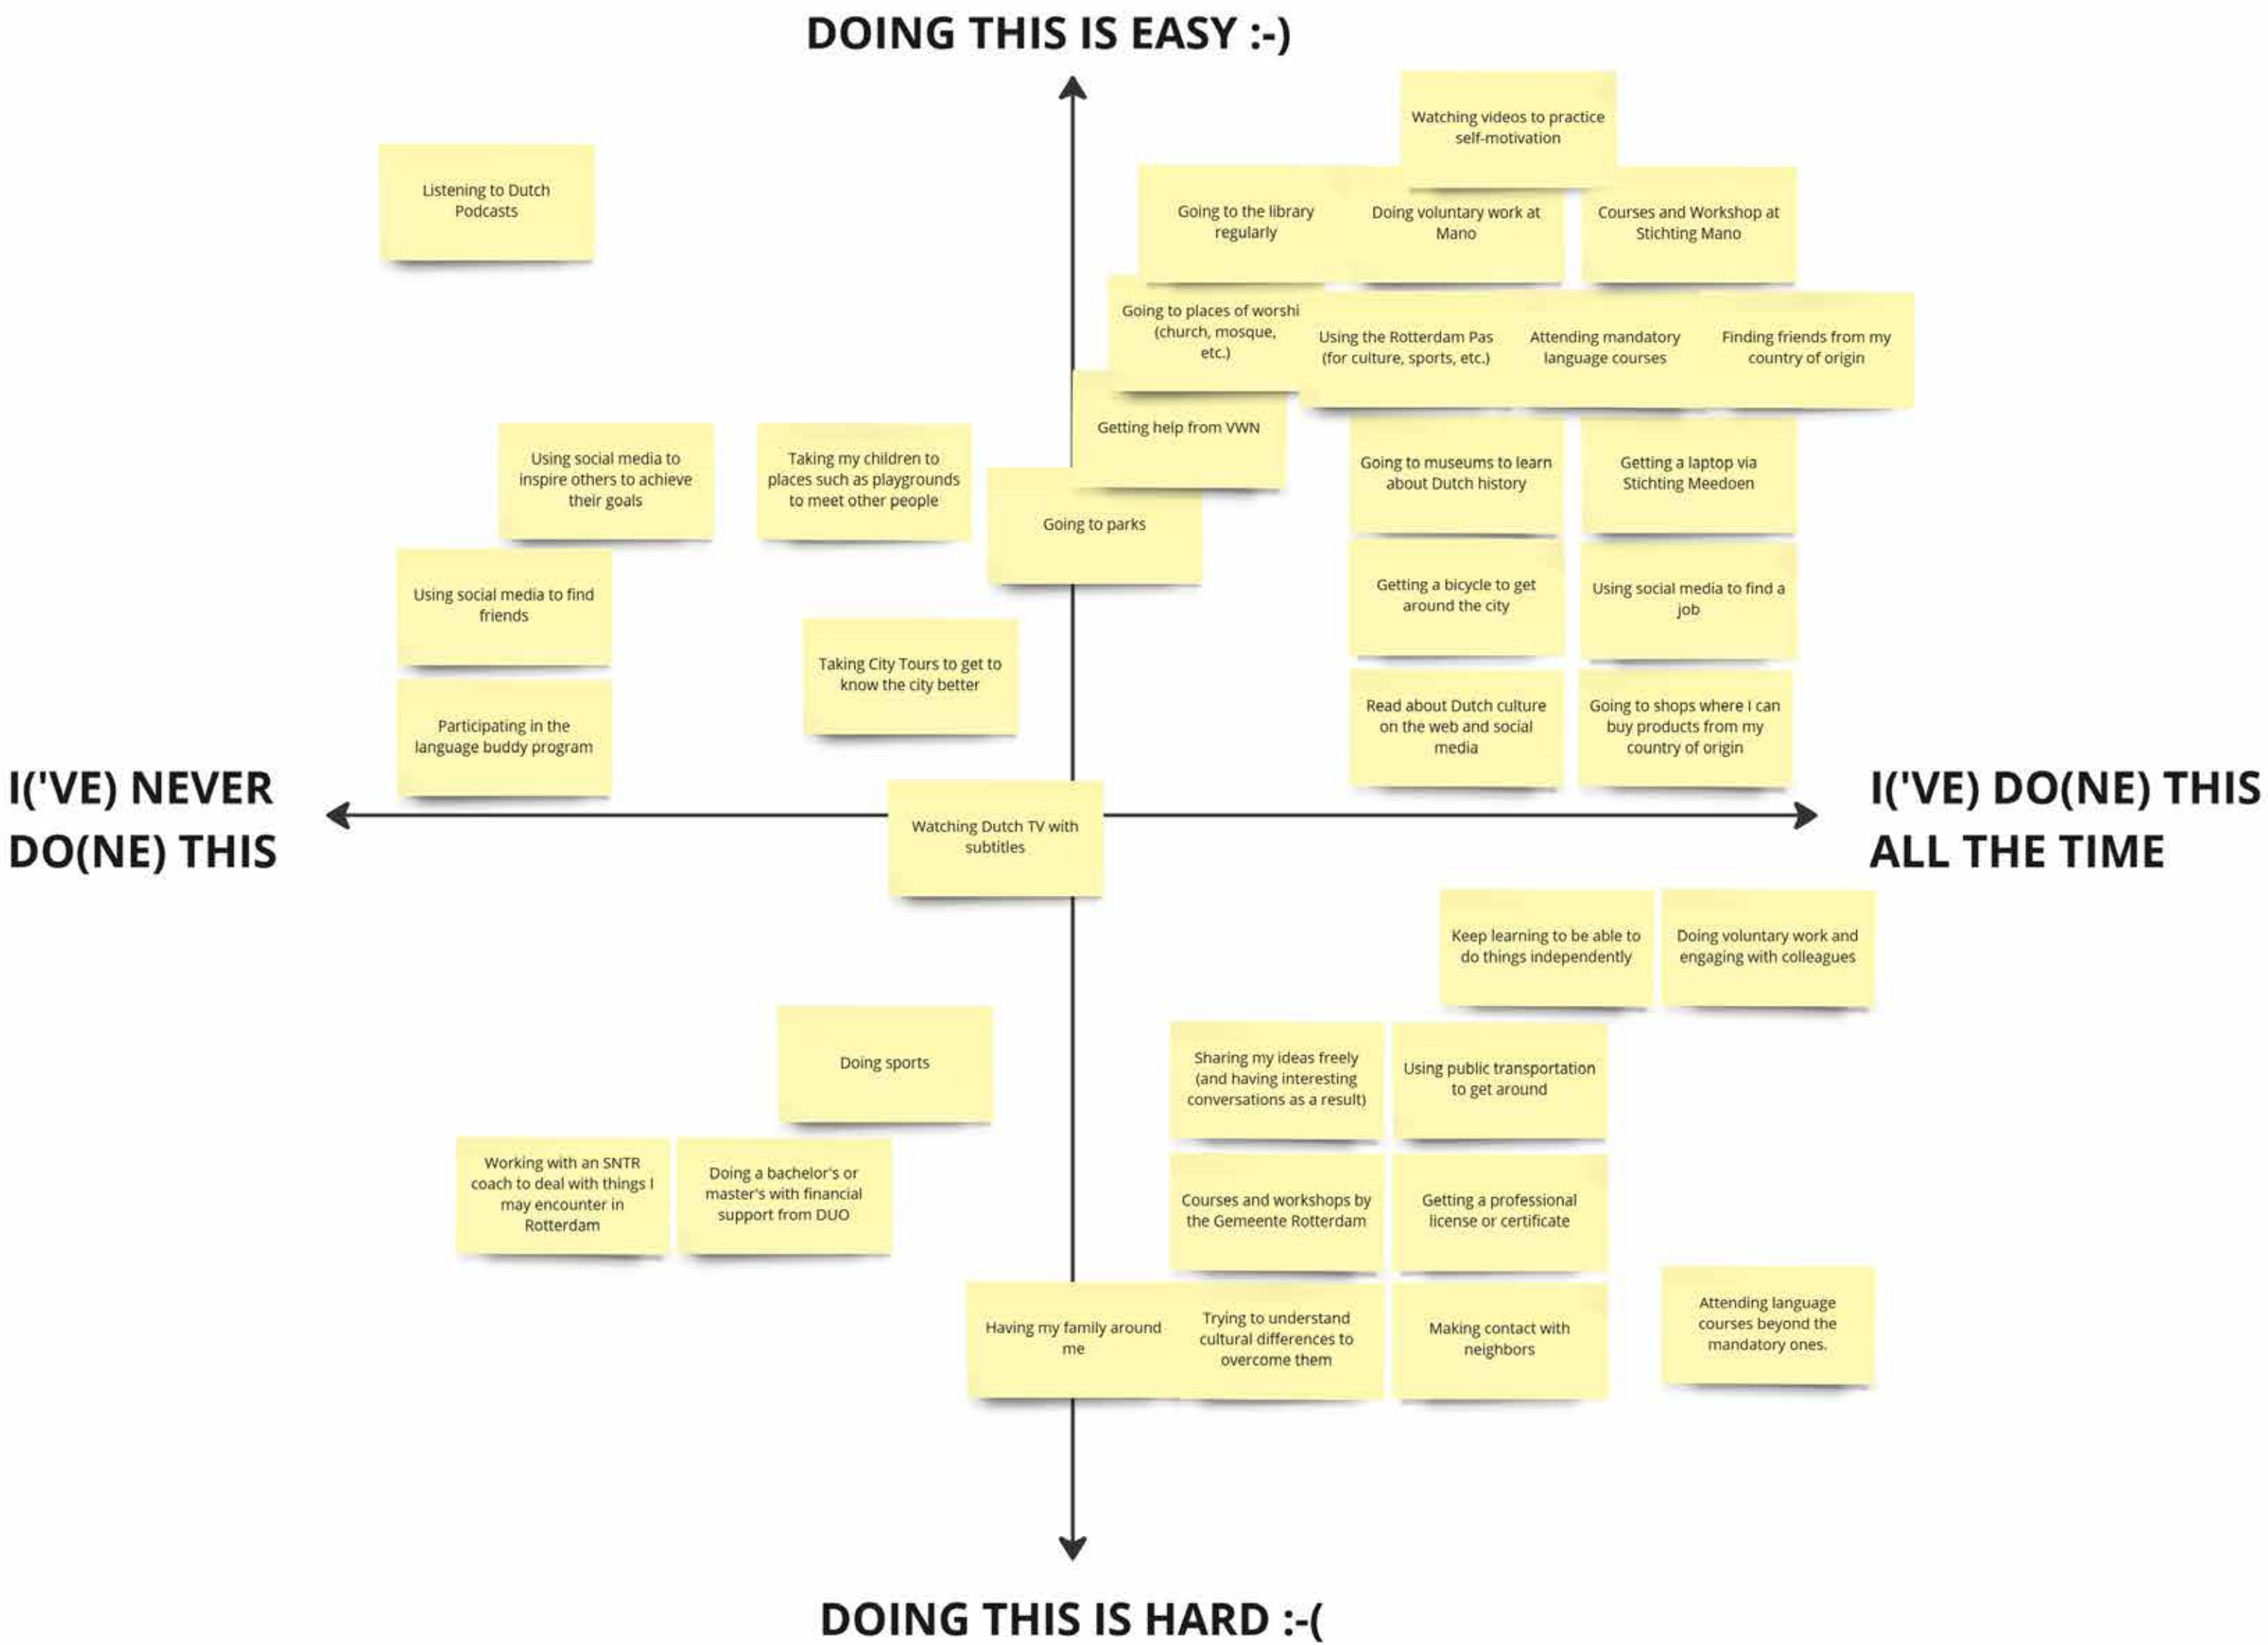 DOING THIS IS EASY :-)
Watching videos to practice
self-motivation
Listening to Dutch
Podcasts
Going to the library
regularly
Doing voluntary work at
Mano
Courses and Workshop at
Stichting Mano
Going to places of worshi
(church, mosque,
etc.)
Using the Rotterdam Pas
(for culture, sports, etc.)
Attending mandatory
language courses
Finding friends from my
country of origin
Getting help from VWN
Using social media to
inspire others to achieve
their goals
Taking my children to
places such as playgrounds
to meet other people
Going to museums to learn
about Dutch history
Getting a laptop via
Stichting Meedoen
Going to parks
Using social media to find
friends
Getting a bicycle to get
around the city
Using social media to find a
job
Taking City Tours to get to
know the city better
Participating in the
language buddy program
Read about Dutch culture
on the web and social
media
Going to shops where I can
buy products from my
country of origin
I('VE) NEVER
DO(NE) THIS
I('VE) DO(NE) THIS
ALL THE TIME
Watching Dutch TV with
subtitles
Keep learning to be able to
do things independently
Doing voluntary work and
engaging with colleagues
Doing sports
Sharing my ideas freely
(and having interesting
conversations as a result)
Using public transportation
to get around
Working with an SNTR
coach to deal with things I
may encounter in
Rotterdam
Doing a bachelor's or
master's with financial
support from DUO
Courses and workshops by
the Gemeente Rotterdam
Getting a professional
license or certificate
Having my family around
me
Trying to understand
cultural differences to
overcome them
Making contact with
neighbors
Attending language
courses beyond the
mandatory ones.
DOING THIS IS HARD :-(